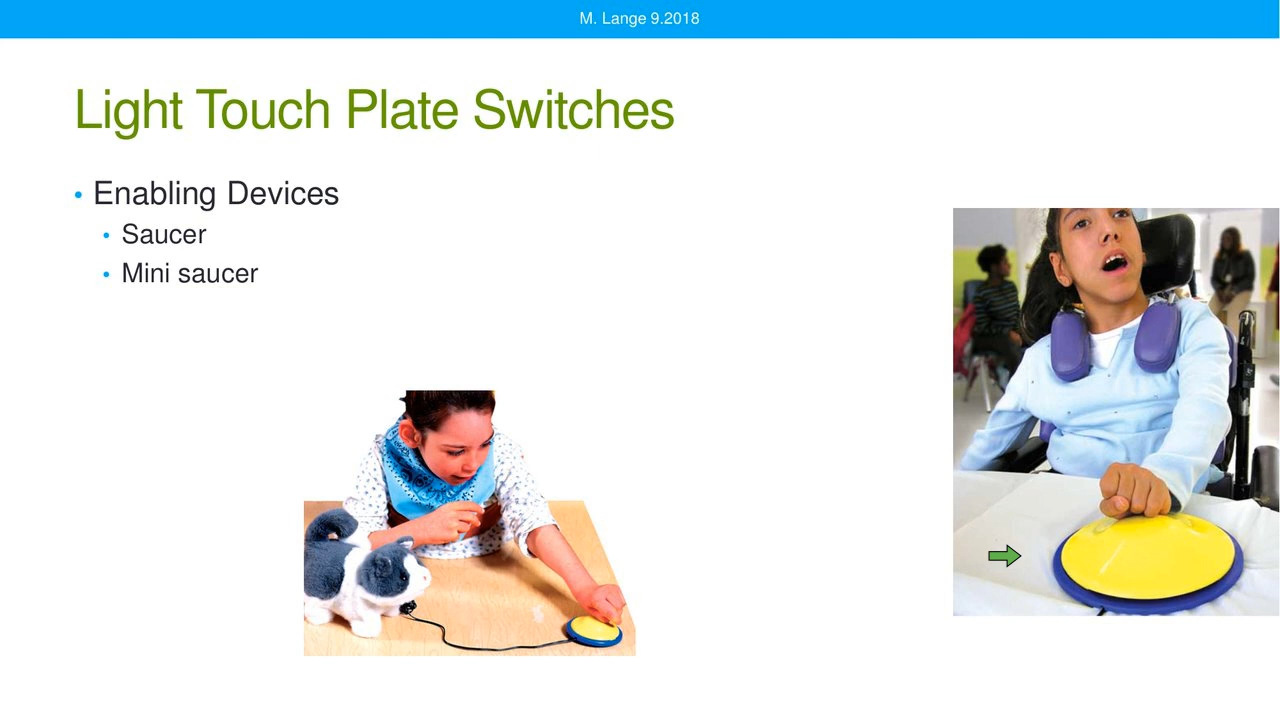 M. Lange 9.2018
Light Touch Plate Switches
• Enabling Devices
• Saucer
• Mini saucer